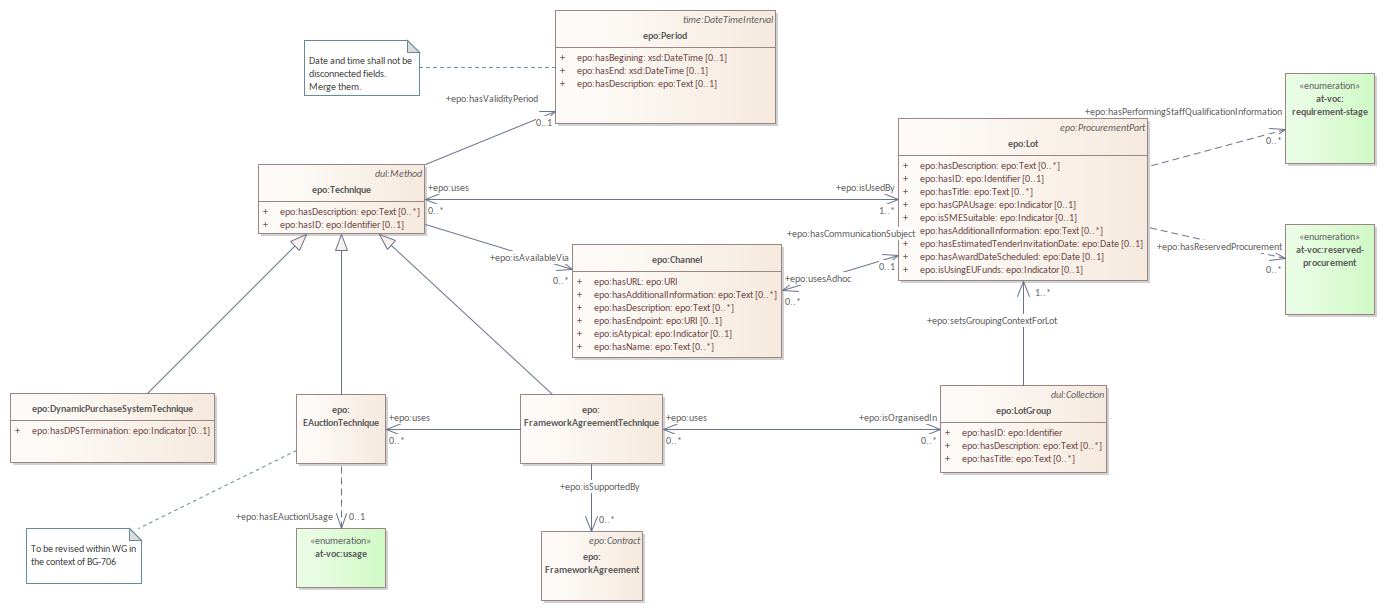 time:DateTimeInterval
epo:Period
+ epo:hasBegining: xsd:DateTime [0..1]
+ epo:hasEnd: xsd:DateTime [0..1]
+ epo:hasDescription: epo:Text [0..1]
Date and time shall not be
disconnected fields.
Merge them.
+epo:hasValidityPeriod
0..1
dul:Method
epo:Technique
+ epo:hasDescription: epo:Text [0..*]
+ epo:hasID: epo:Identifier [0..1]
+epo:uses
0..*
+epo:isUsedBy
1..*
epo:ProcurementPart
epo:Lot
+ epo:hasDescription: epo:Text [0..*]
+ epo:hasID: epo:Identifier [0..1]
+ epo:hasTitle: epo:Text [0..*]
+ epo:hasGPAUsage: epo:Indicator [0..1]
+ epo:isSMESuitable: epo:Indicator [0..1]
epo:hasAdditionalInformation: epo:Text [0..*]
+ epo:hasEstimatedTenderInvitationDate: epo:Date [0..1]
+ epo:hasAwardDateScheduled: epo:Date [0..1]
+ epo:isUsingEUFunds: epo:Indicator [0..1]
+epo:hasPerformingStaffQualificationInformation
0..*
«enumeration»
at-voc:
requirement-stage
+epo:hasReservedProcurement
0..*
«enumeration»
at-voc:reserved-
procurement
+epo:isAvailableVia
0..*
epo:Channel
+ epo:hasURL: epo:URI
+ epo:hasAdditionalInformation: epo:Text [0..*]
+ epo:hasDescription: epo:Text [0..*]
+ epo:hasEndpoint: epo:URI [0..1]
+ epo:isAtypical: epo:Indicator [0..1]
+ epo:hasName: epo:Text [0..*]
+epo:hasCommunicationSubject
0..1
+epo:usesAdhoc
0..*
1..*
+epo:setsGroupingContextForLot
epo:DynamicPurchaseSystemTechnique
+ epo:hasDPSTermination: epo:Indicator [0..1]
epo:
EAuctionTechnique
+epo:uses
0..*
epo:
FrameworkAgreementTechnique
+epo:uses
0..*
+epo:isOrganisedIn
0..*
dul:Collection
epo:LotGroup
+ epo:hasID: epo:Identifier
+ epo:hasDescription: epo:Text [0..*]
+ epo:hasTitle: epo:Text [0..*]
+epo:isSupportedBy
0..*
epo:Contract
epo:
FrameworkAgreement
+epo:hasEAuctionUsage
0..1
«enumeration»
at-voc:usage
To be revised within WG in
the context of BG-706